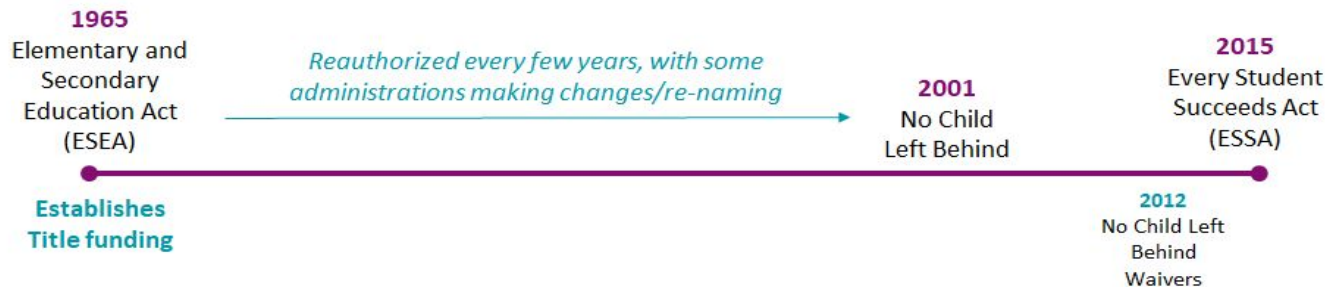 1965
Elementary and
Secondary
Education Act
(ESEA)
Establishes
Title funding
Reauthorized every few years, with some
administrations making changes/re-naming
2001
No Child
Left Behind
2012
No Child Left
Behind
Waivers
2015
Every Student
Succeeds Act
(ESSA)